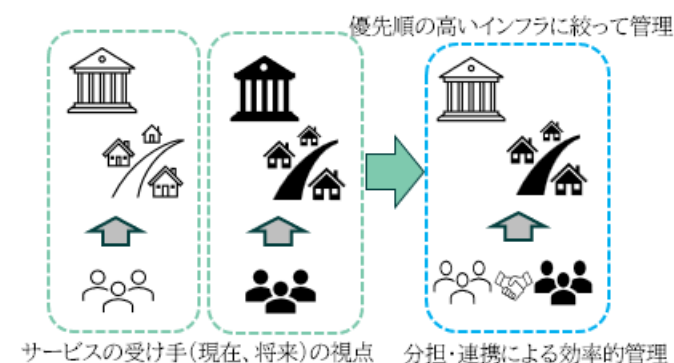 優先順の高いインフラに絞って管理
サービスの受け手(現在、将来)の視点
分担・連携による効率的管理